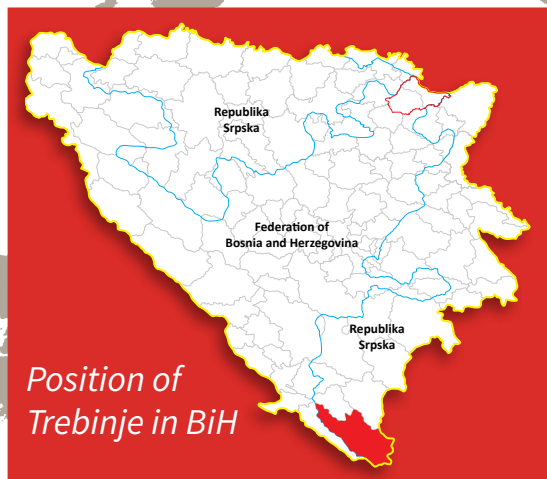 Republika
Srpska
Federation of
Bosnia and Herzegovina
Republika
Srpska
Position of
Trebinje in BiH